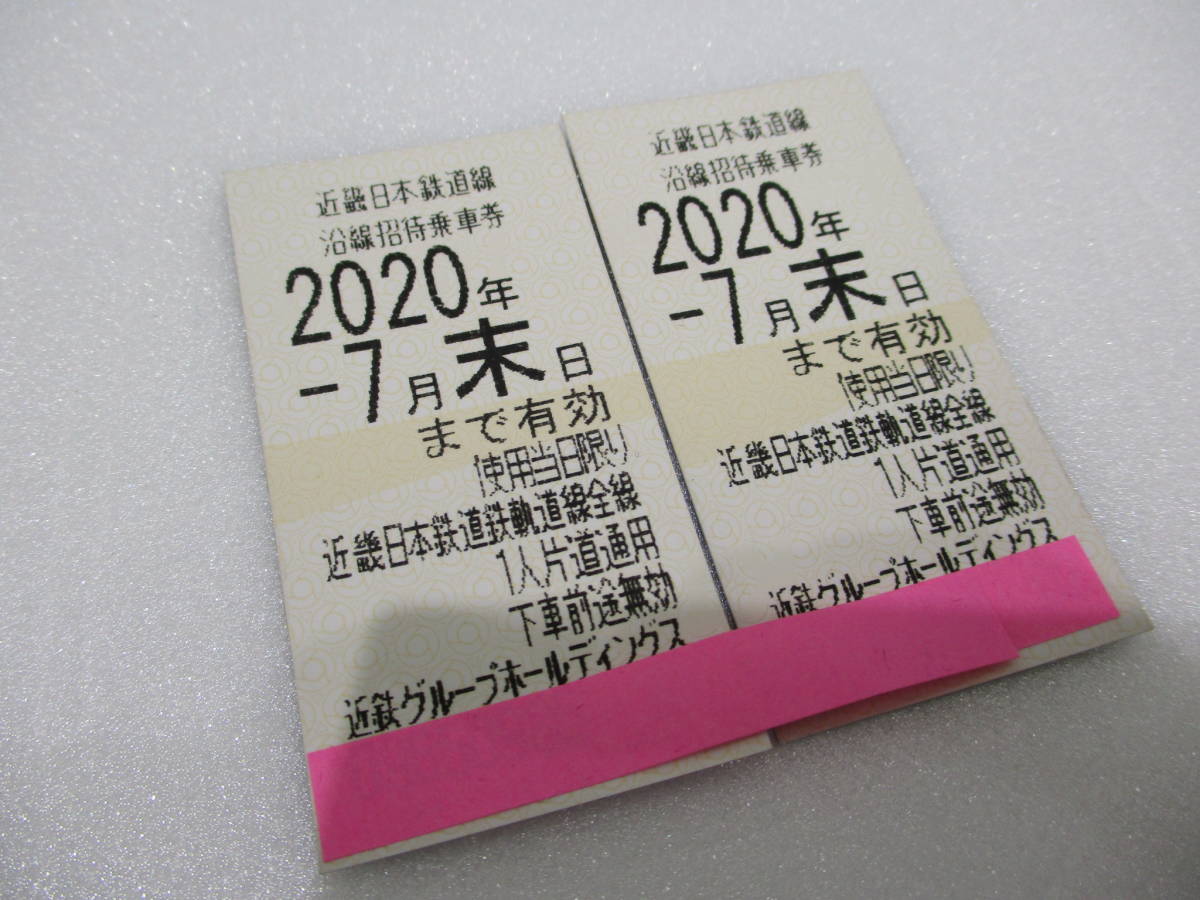 近畿日本鉄道線
沿線招待乗車券
2020年
-7月末日
まで有効
使用当日限り
近畿日本鉄道鉄軌道線全線
1人片道通用
下車前途無効
近鉄グループホールディングス
近畿日本鉄道線
沿線招待乗車券
2020年
-7月末日
まで有効
使用当日限り
近畿日本鉄道鉄軌道線全線
1人片道通用
下車前途無効
近鉄グループホールディングス